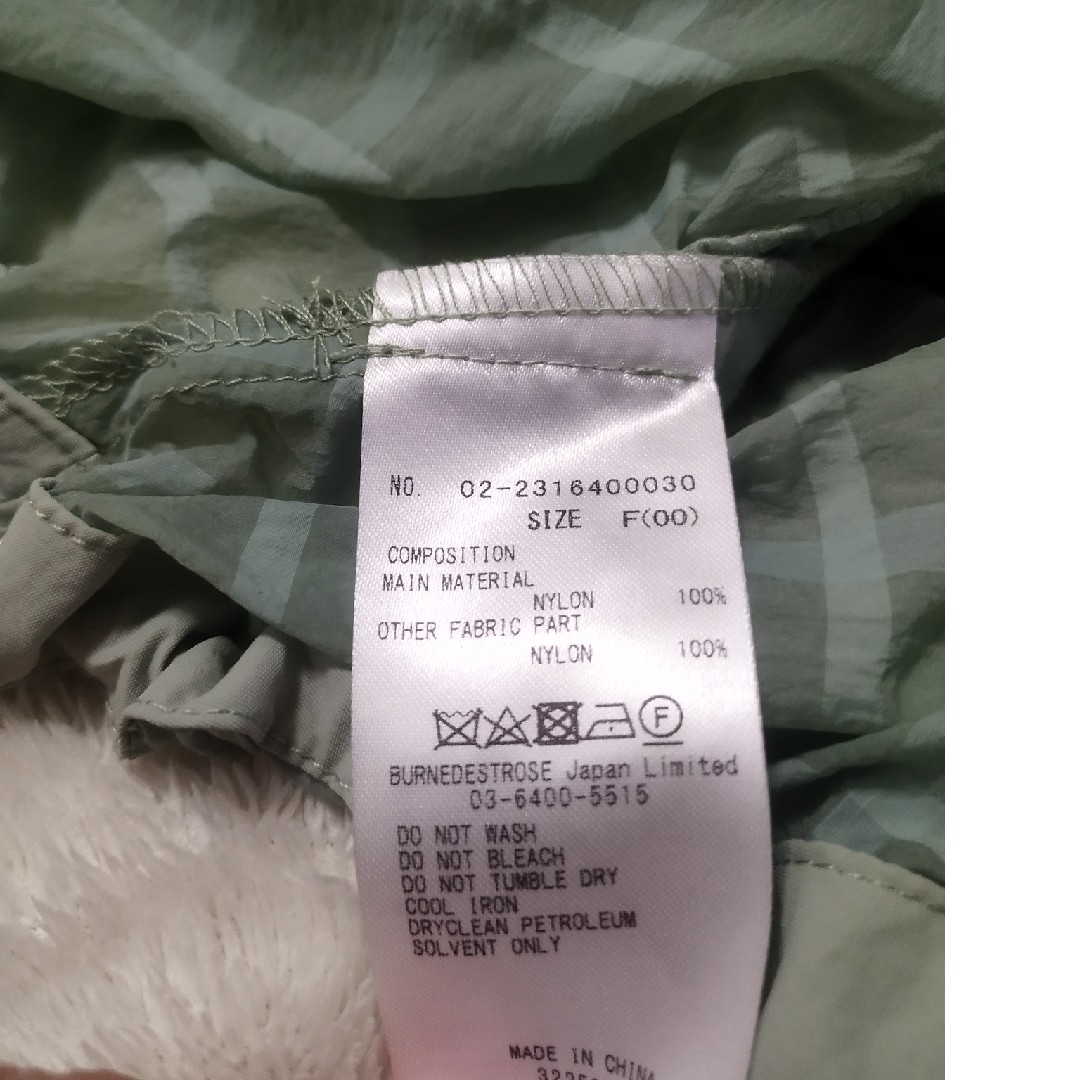 NO. 02-2316400030
SIZE F(00)
COMPOSITION
MAIN MATERIAL
NYLON 100%
OTHER FABRIC PART
NYLON 100%
F
BURNEDESTROSE Japan Limited
03-6400-5515
DO NOT WASH
DO NOT BLEACH
DO NOT TUMBLE DRY
COOL IRON
DRYCLEAN PETROLEUM
SOLVENT ONLY
MADE IN CHINA